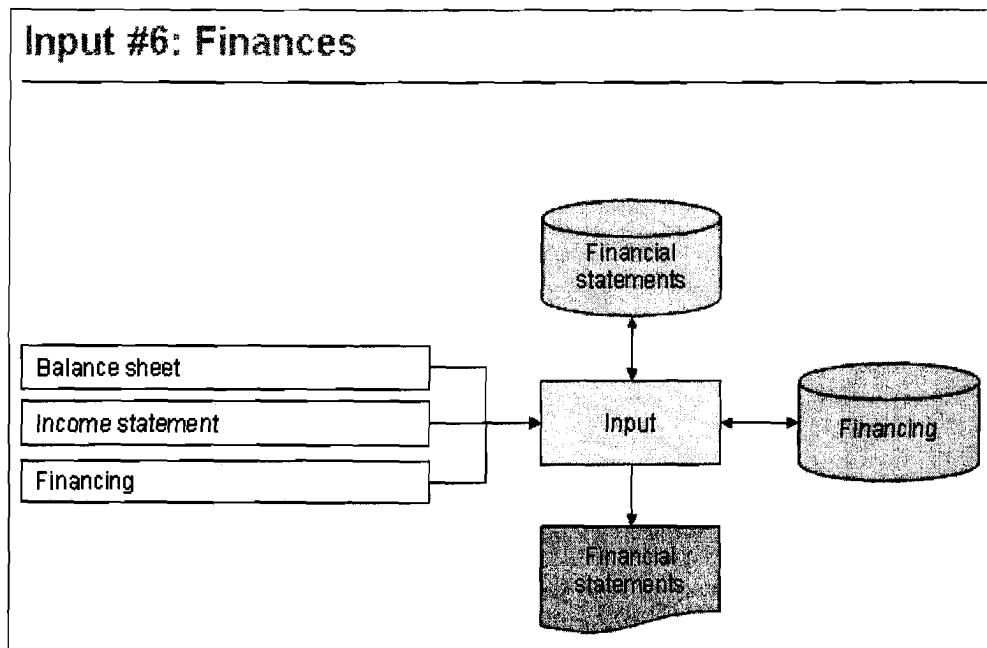 Input #6: Finances
Financial
statements
Balance sheet
Income statement
Financing
Input
Financing
Financial
statements